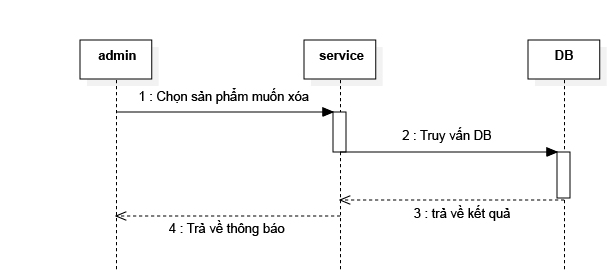 admin
service
DB
1 : Chọn sản phẩm muốn xóa
2 : Truy vấn DB
3 : trả về kết quả
4 : Trả về thông báo